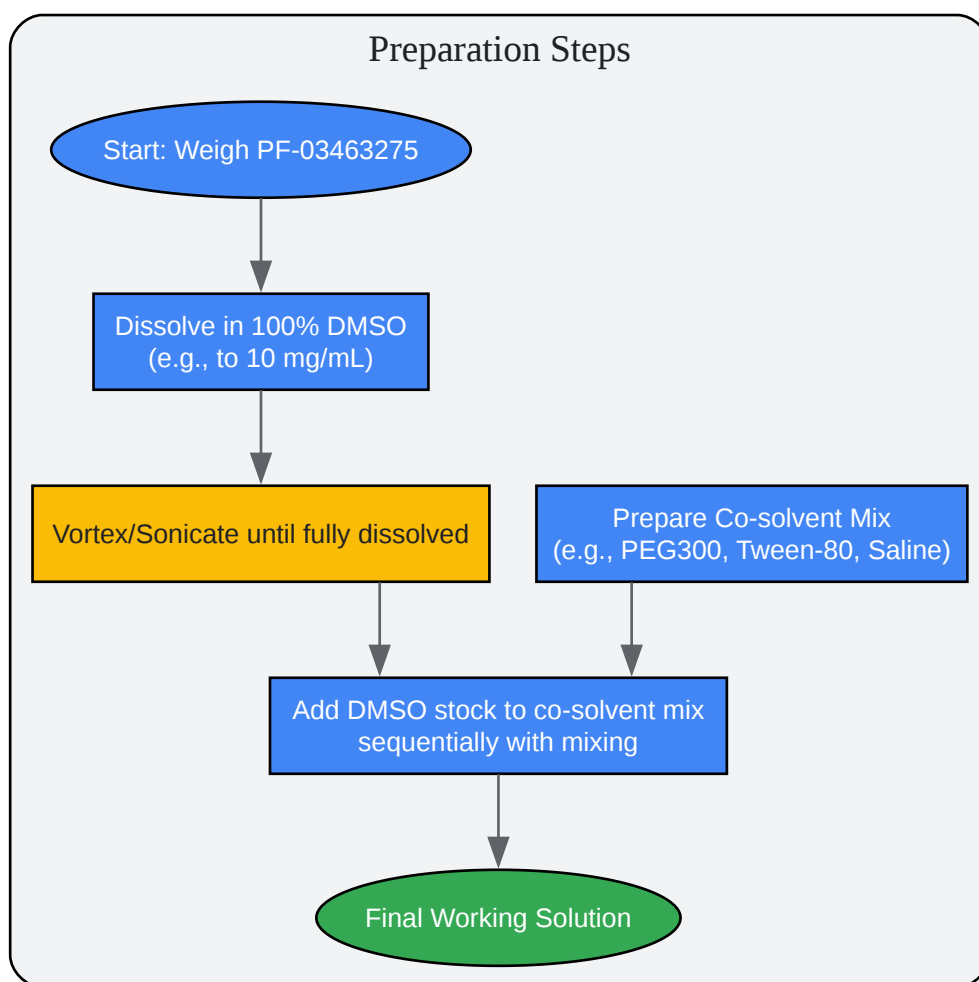 Preparation Steps
Start: Weigh PF-03463275
Dissolve in 100% DMSO
(e.g., to 10 mg/mL)
Vortex/Sonicate until fully dissolved
Prepare Co-solvent Mix
(e.g., PEG300, Tween-80, Saline)
Add DMSO stock to co-solvent mix
sequentially with mixing
Final Working Solution